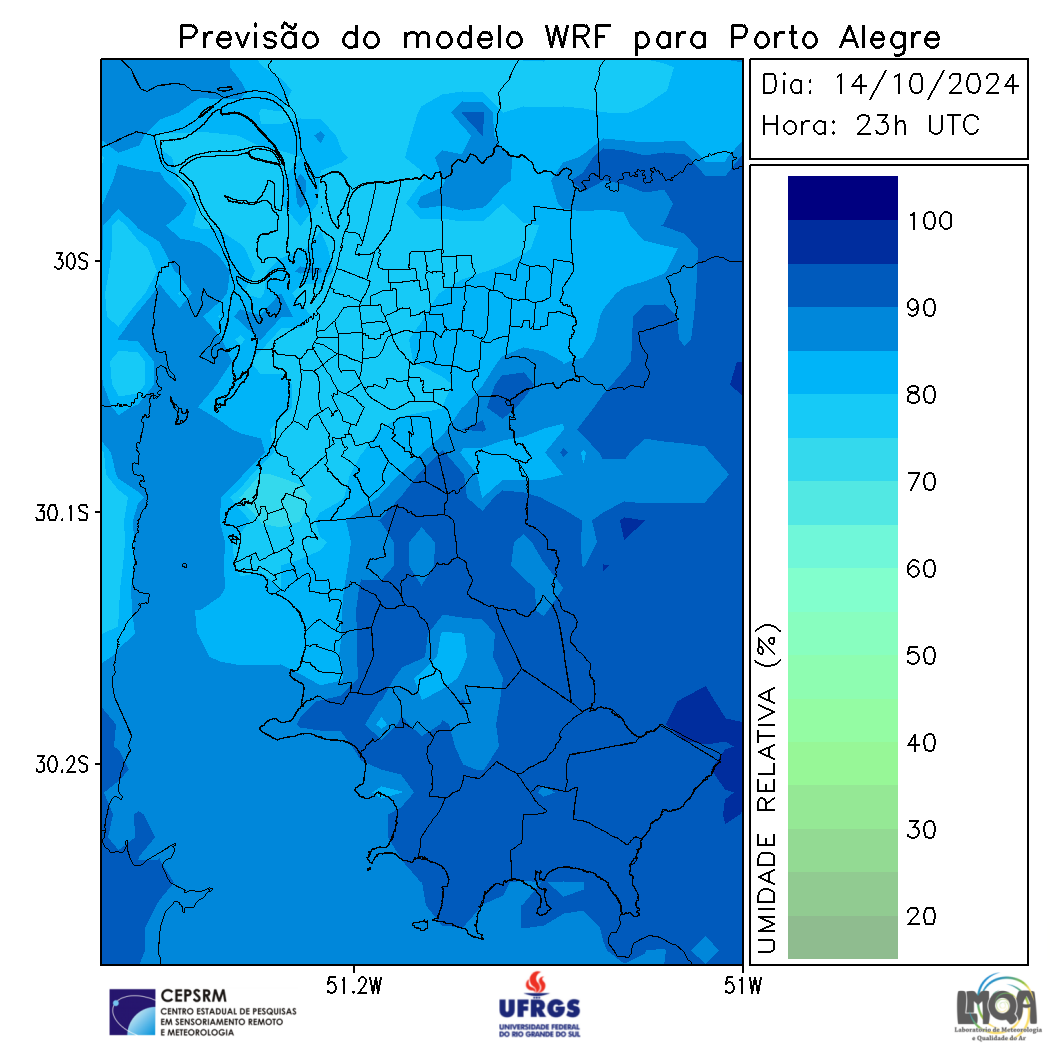 Previsão do modelo WRF para Porto Alegre
Dia: 14/10/2024
Hora: 23h UTC
30S
30.1S
30.2S
51.2W
51W
UMIDADE RELATIVA (%)
100
90
80
70
60
50
40
30
20
CEPSRM
CENTRO ESTADUAL DE PESQUISAS
EM SENSORIAMENTO REMOTO
E METEOROLOGIA
UFRGS
UNIVERSIDADE FEDERAL
DO RIO GRANDE DO SUL
LMQA
Laboratório de Meteorologia
e Qualidade do Ar